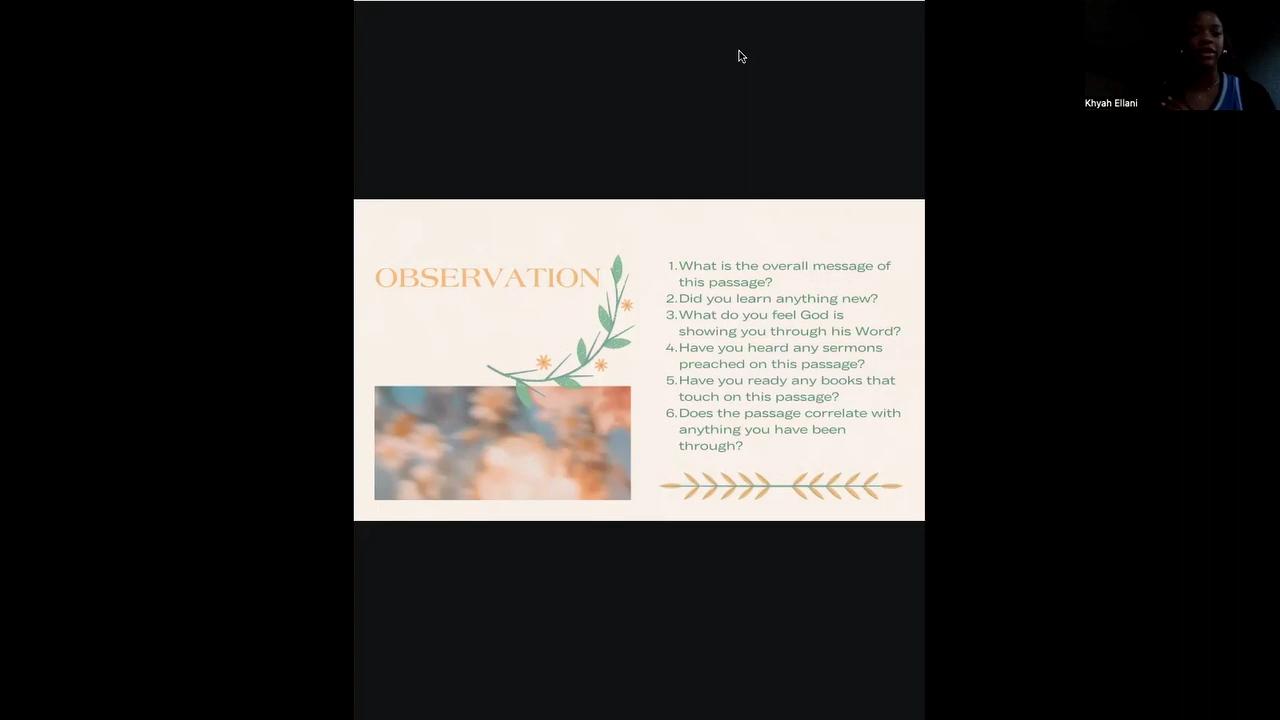 Khyah Ellani
OBSERVATION
1. What is the overall message of
this passage?
2. Did you learn anything new?
3. What do you feel God is
showing you through his Word?
4. Have you heard any sermons
preached on this passage?
5. Have you ready any books that
touch on this passage?
6. Does the passage correlate with
anything you have been
through?